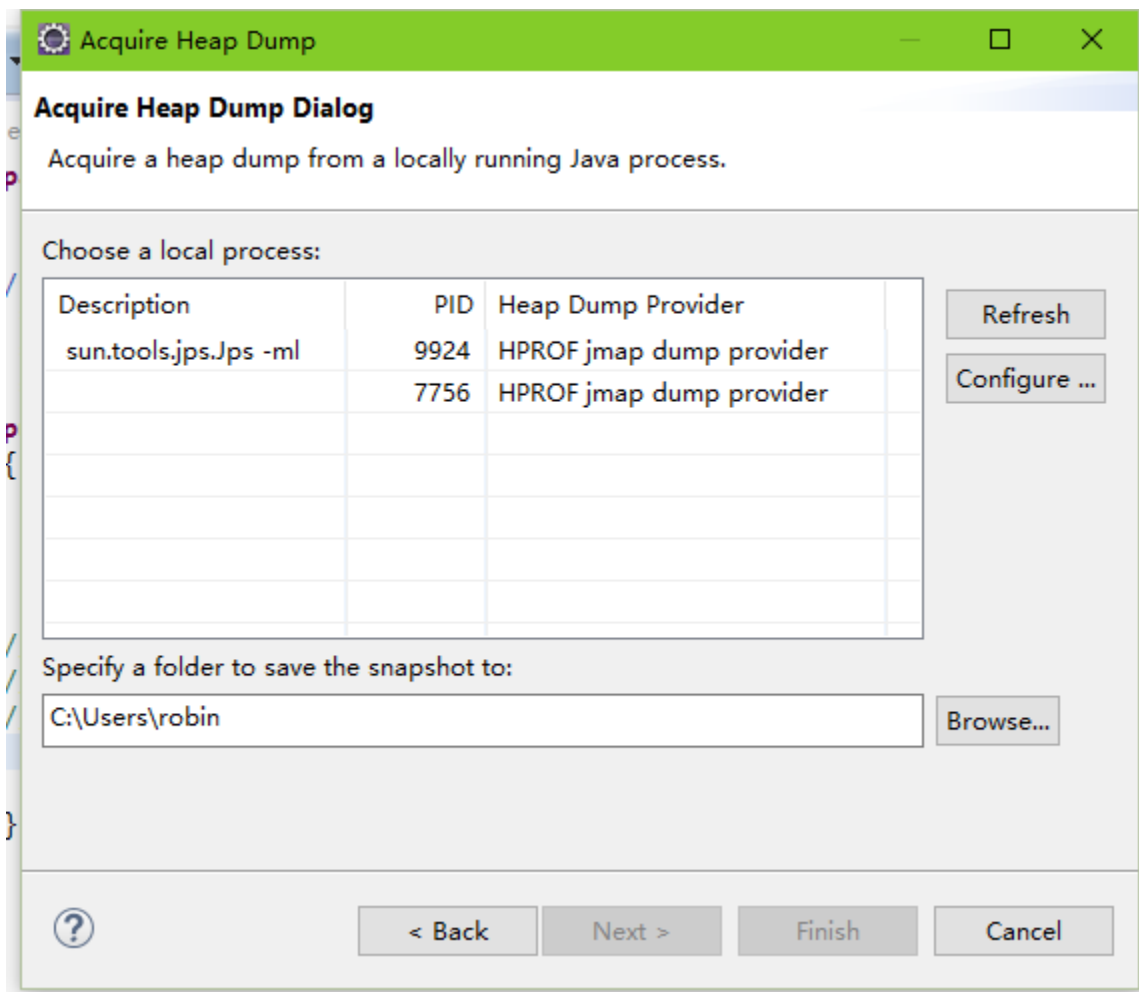 Acquire Heap Dump
Acquire Heap Dump Dialog
Acquire a heap dump from a locally running Java process.
Choose a local process:
Description PID Heap Dump Provider
sun.tools.jps.Jps -ml 9924 HPROF jmap dump provider
7756 HPROF jmap dump provider
Refresh
Configure ...
Specify a folder to save the snapshot to:
C:\Users\robin
Browse...
< Back Next > Finish Cancel